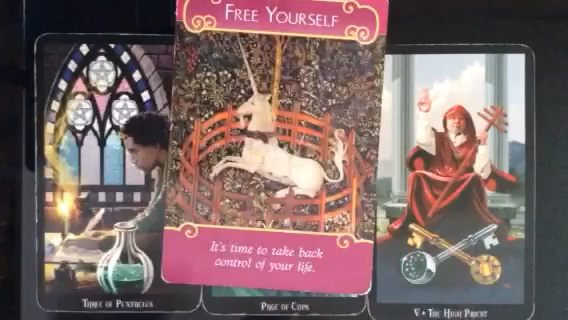 Free Yourself
It's time to take back
control of your life.
Three of Pentacles
Page of Cups
V • The High Priest